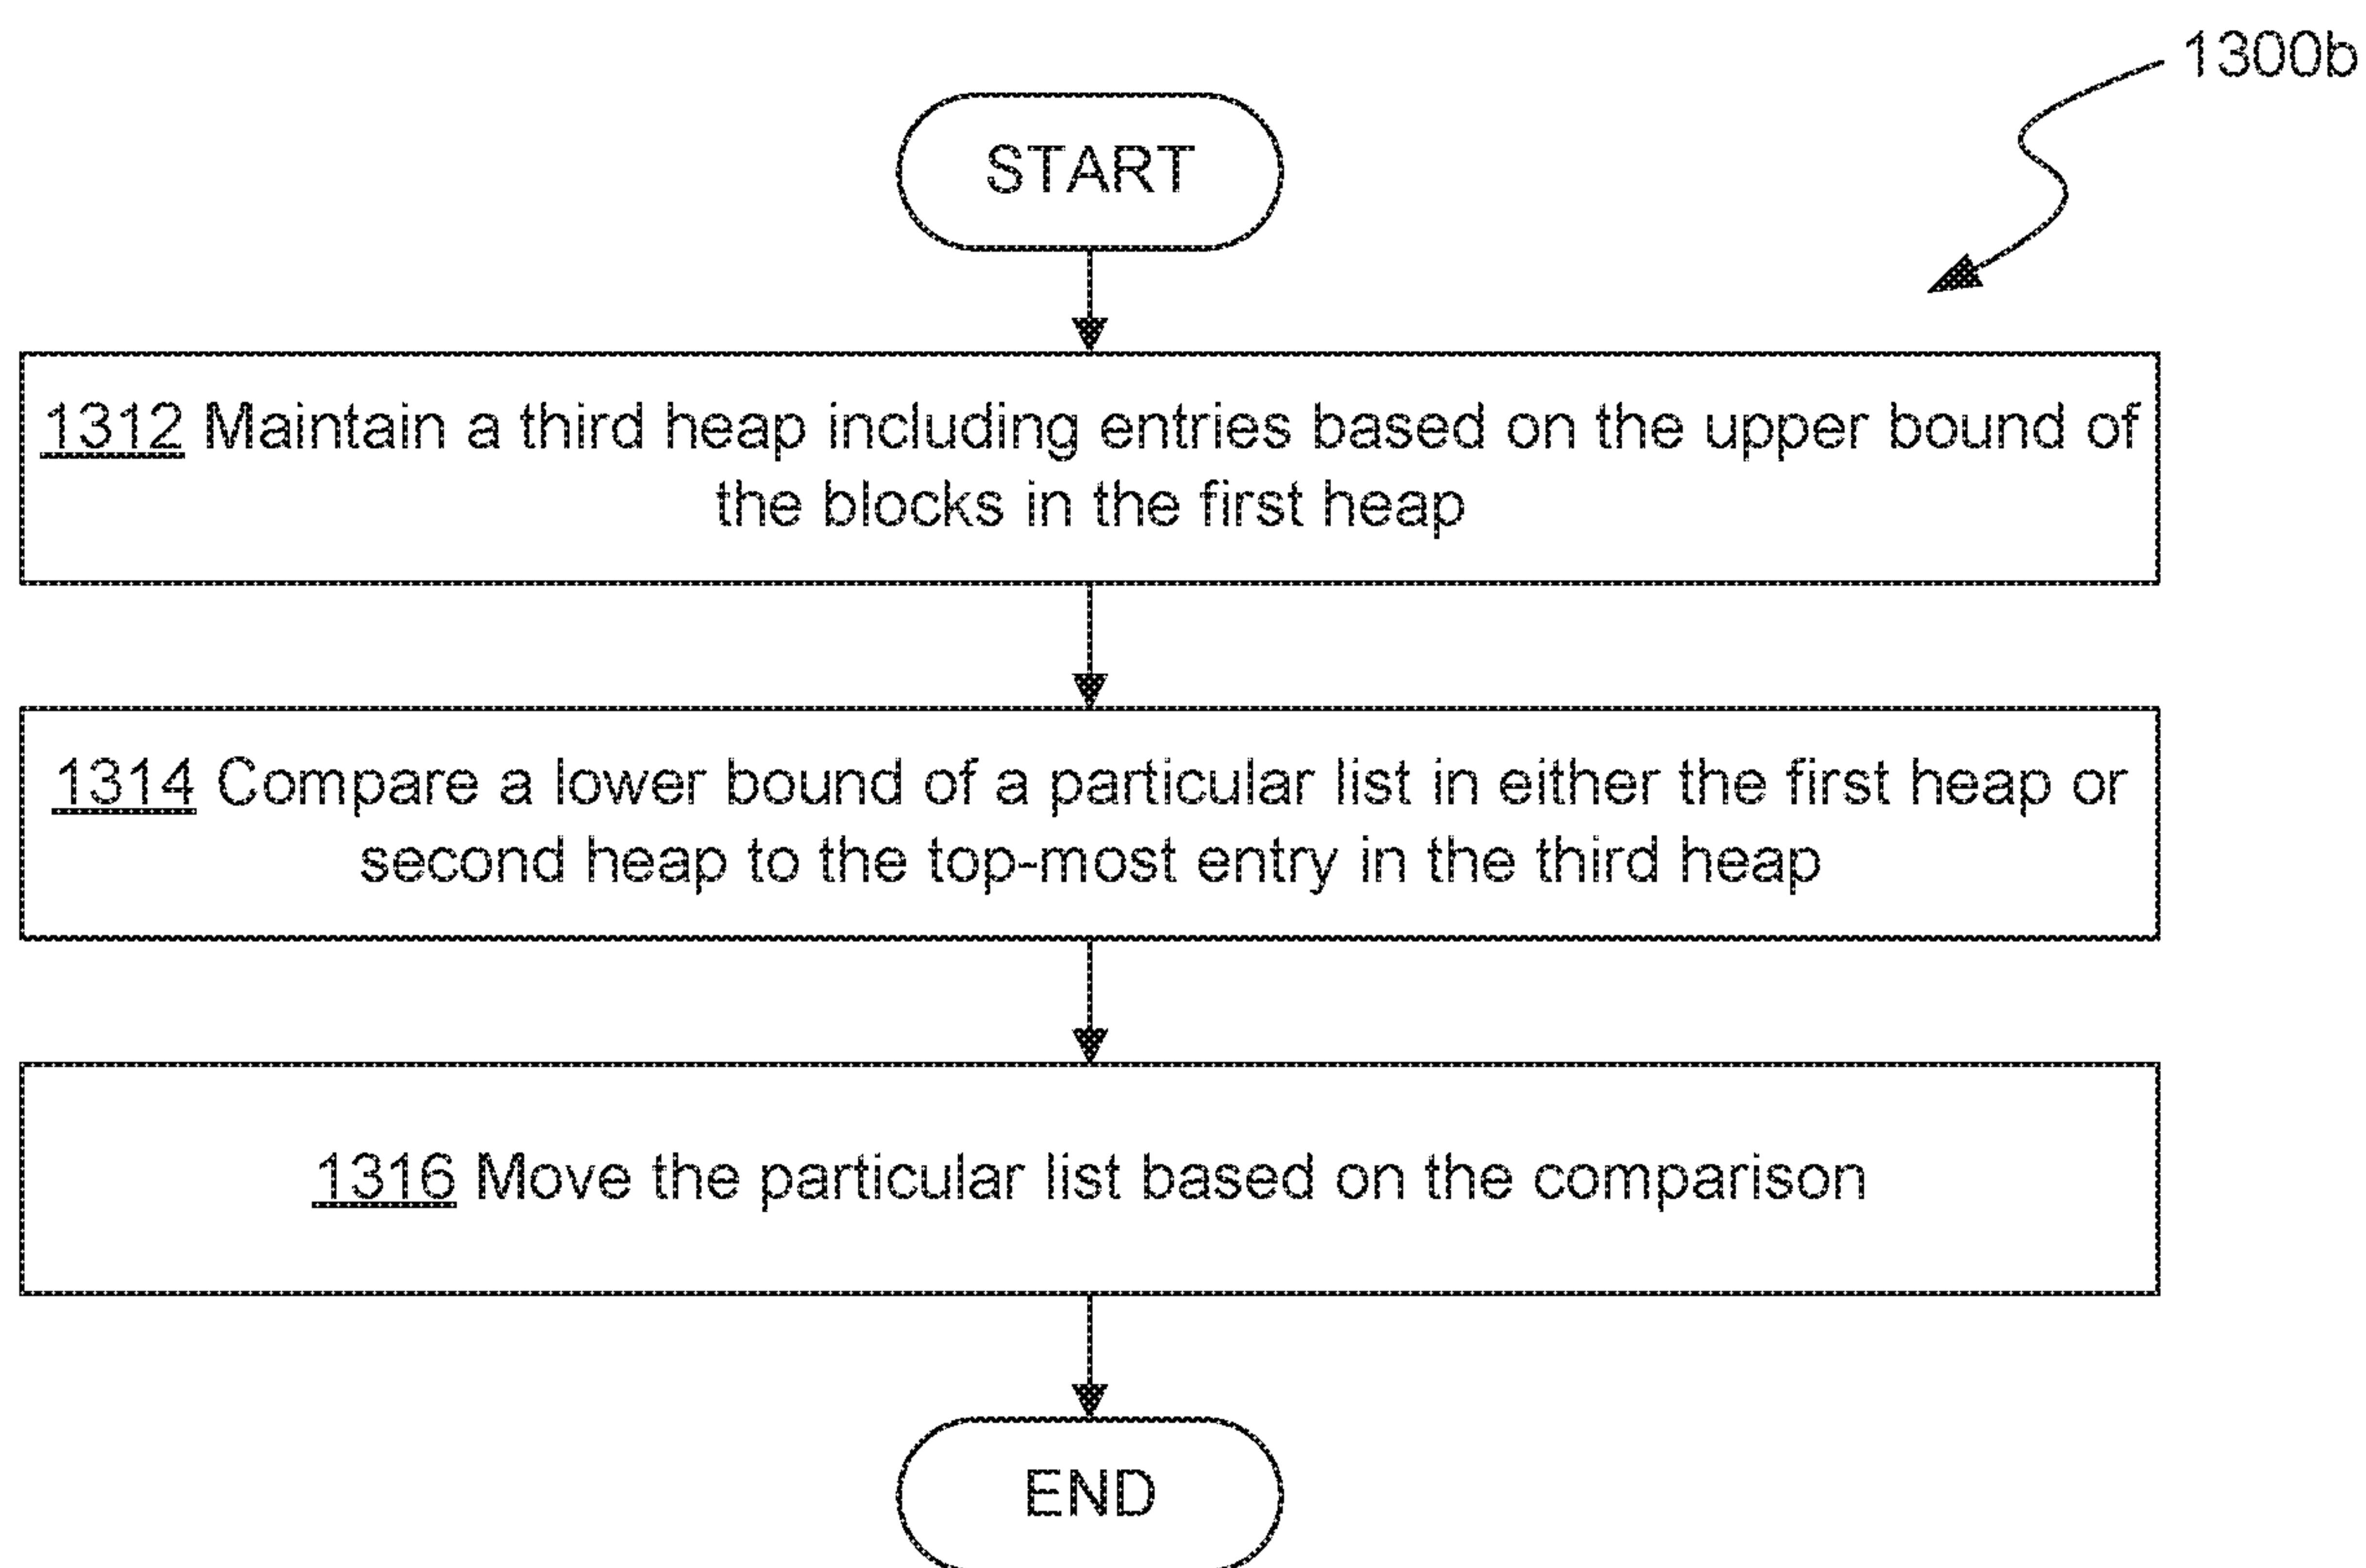 1300b
START
1312 Maintain a third heap including entries based on the upper bound of
the blocks in the first heap
1314 Compare a lower bound of a particular list in either the first heap or
second heap to the top-most entry in the third heap
1316 Move the particular list based on the comparison
END